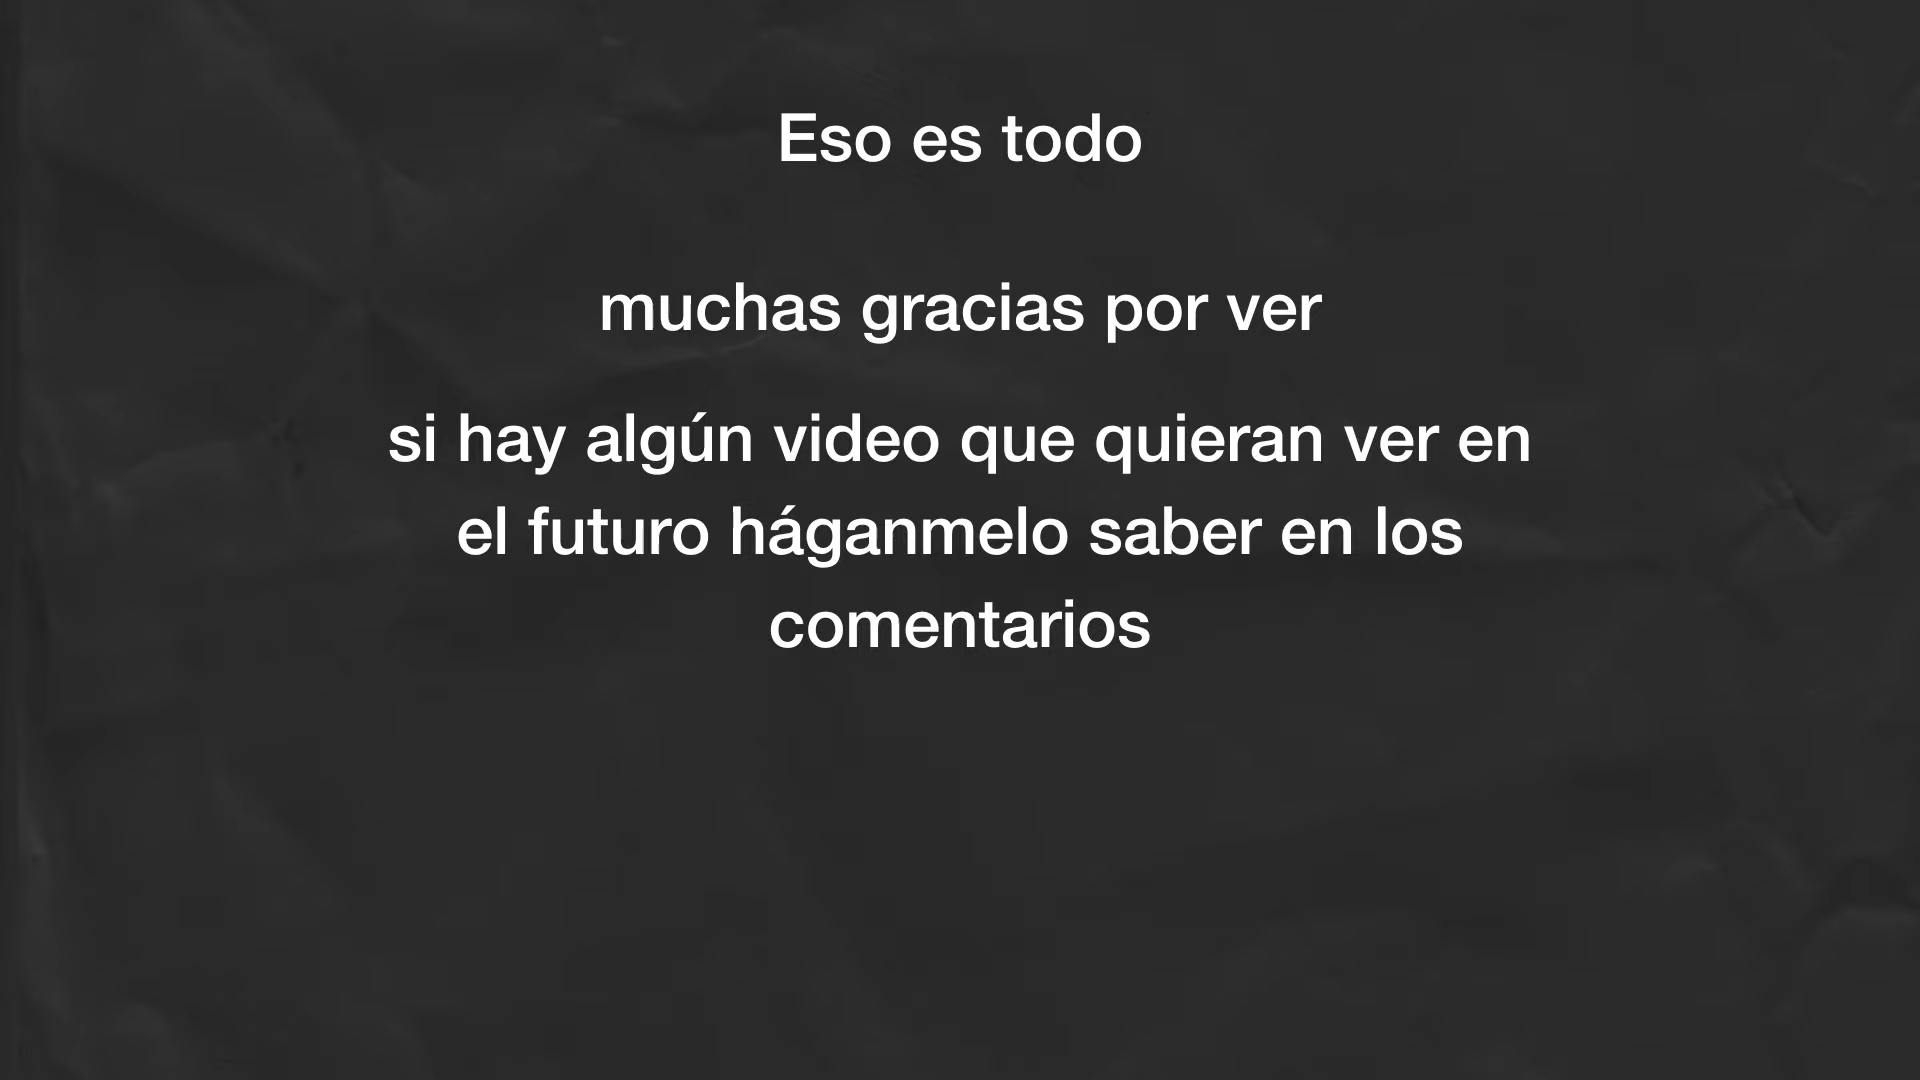 Eso es todo
muchas gracias por ver
si hay algún video que quieran ver en
el futuro háganmelo saber en los
comentarios